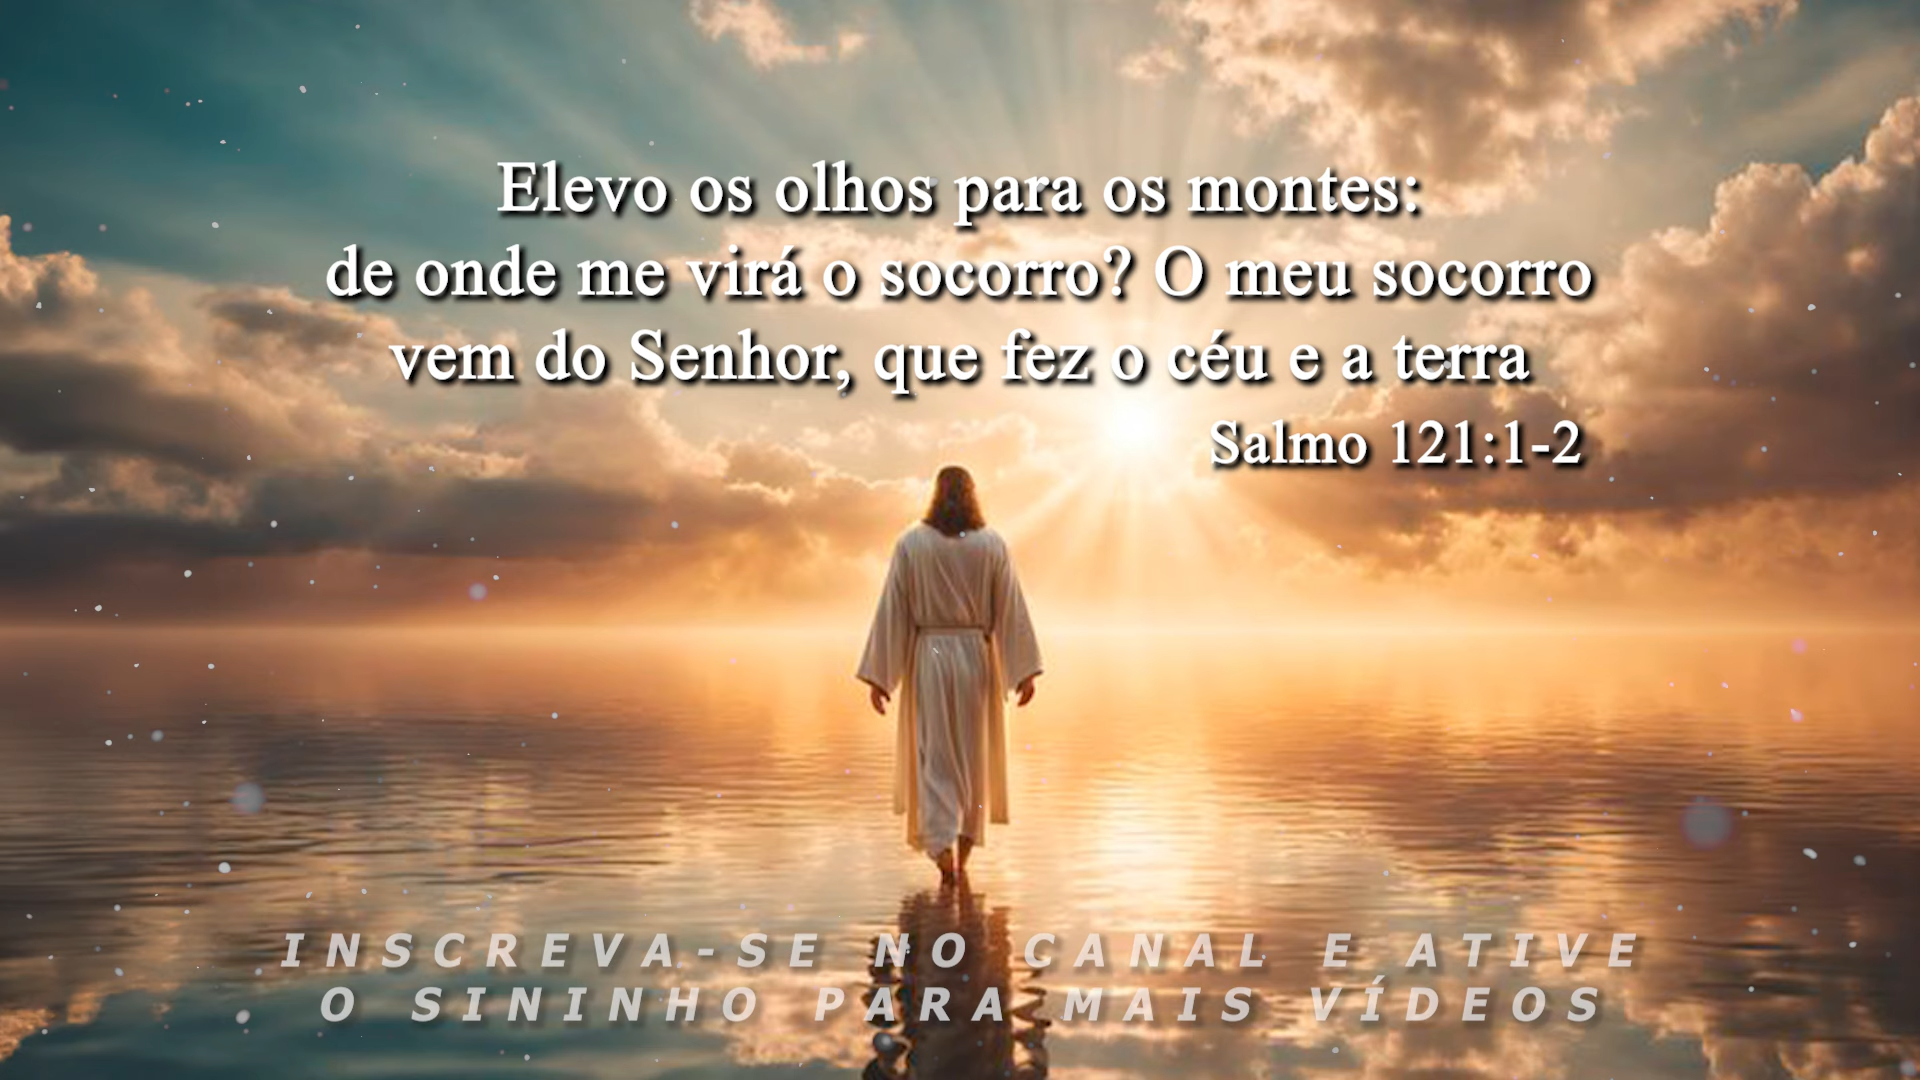 Elevo os olhos para os montes:
de onde me virá o socorro? O meu socorro
vem do Senhor, que fez o céu e a terra
Salmo 121:1-2
INSCREVA-SE NO CANAL E ATIVE
O SININHO PARA MAIS VÍDEOS